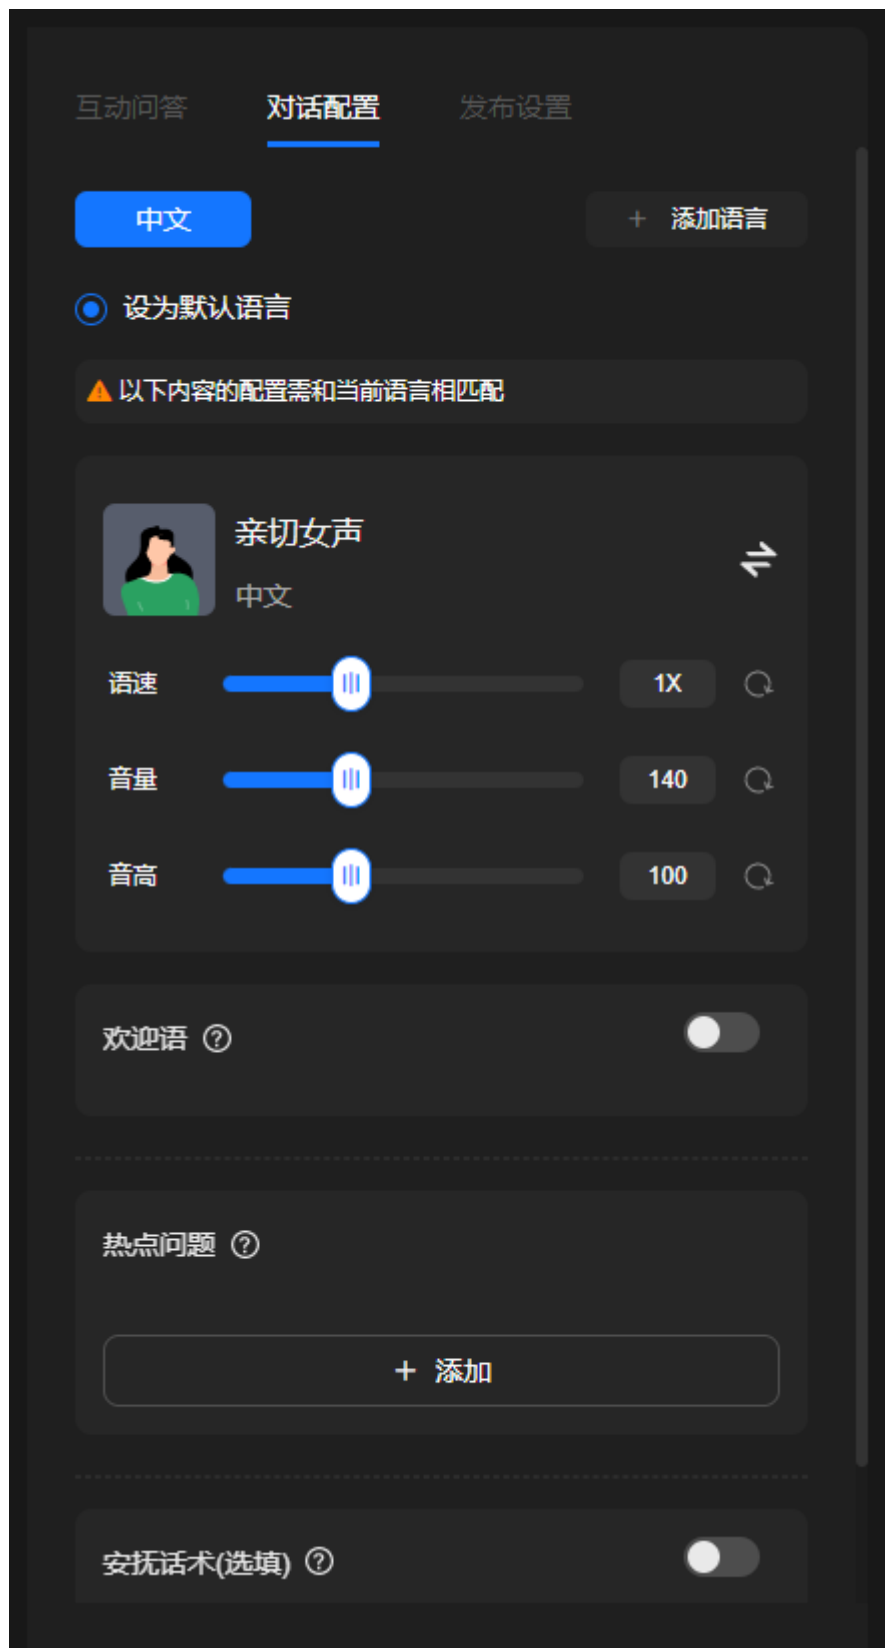 互动问答 对话配置 发布设置
中文 + 添加语言
设为默认语言
以下内容的配置需和当前语言相匹配
亲切女声
中文
语速 1X
音量 140
音高 100
欢迎语 ?
热点问题 ?
+ 添加
安抚话术(选填) ?